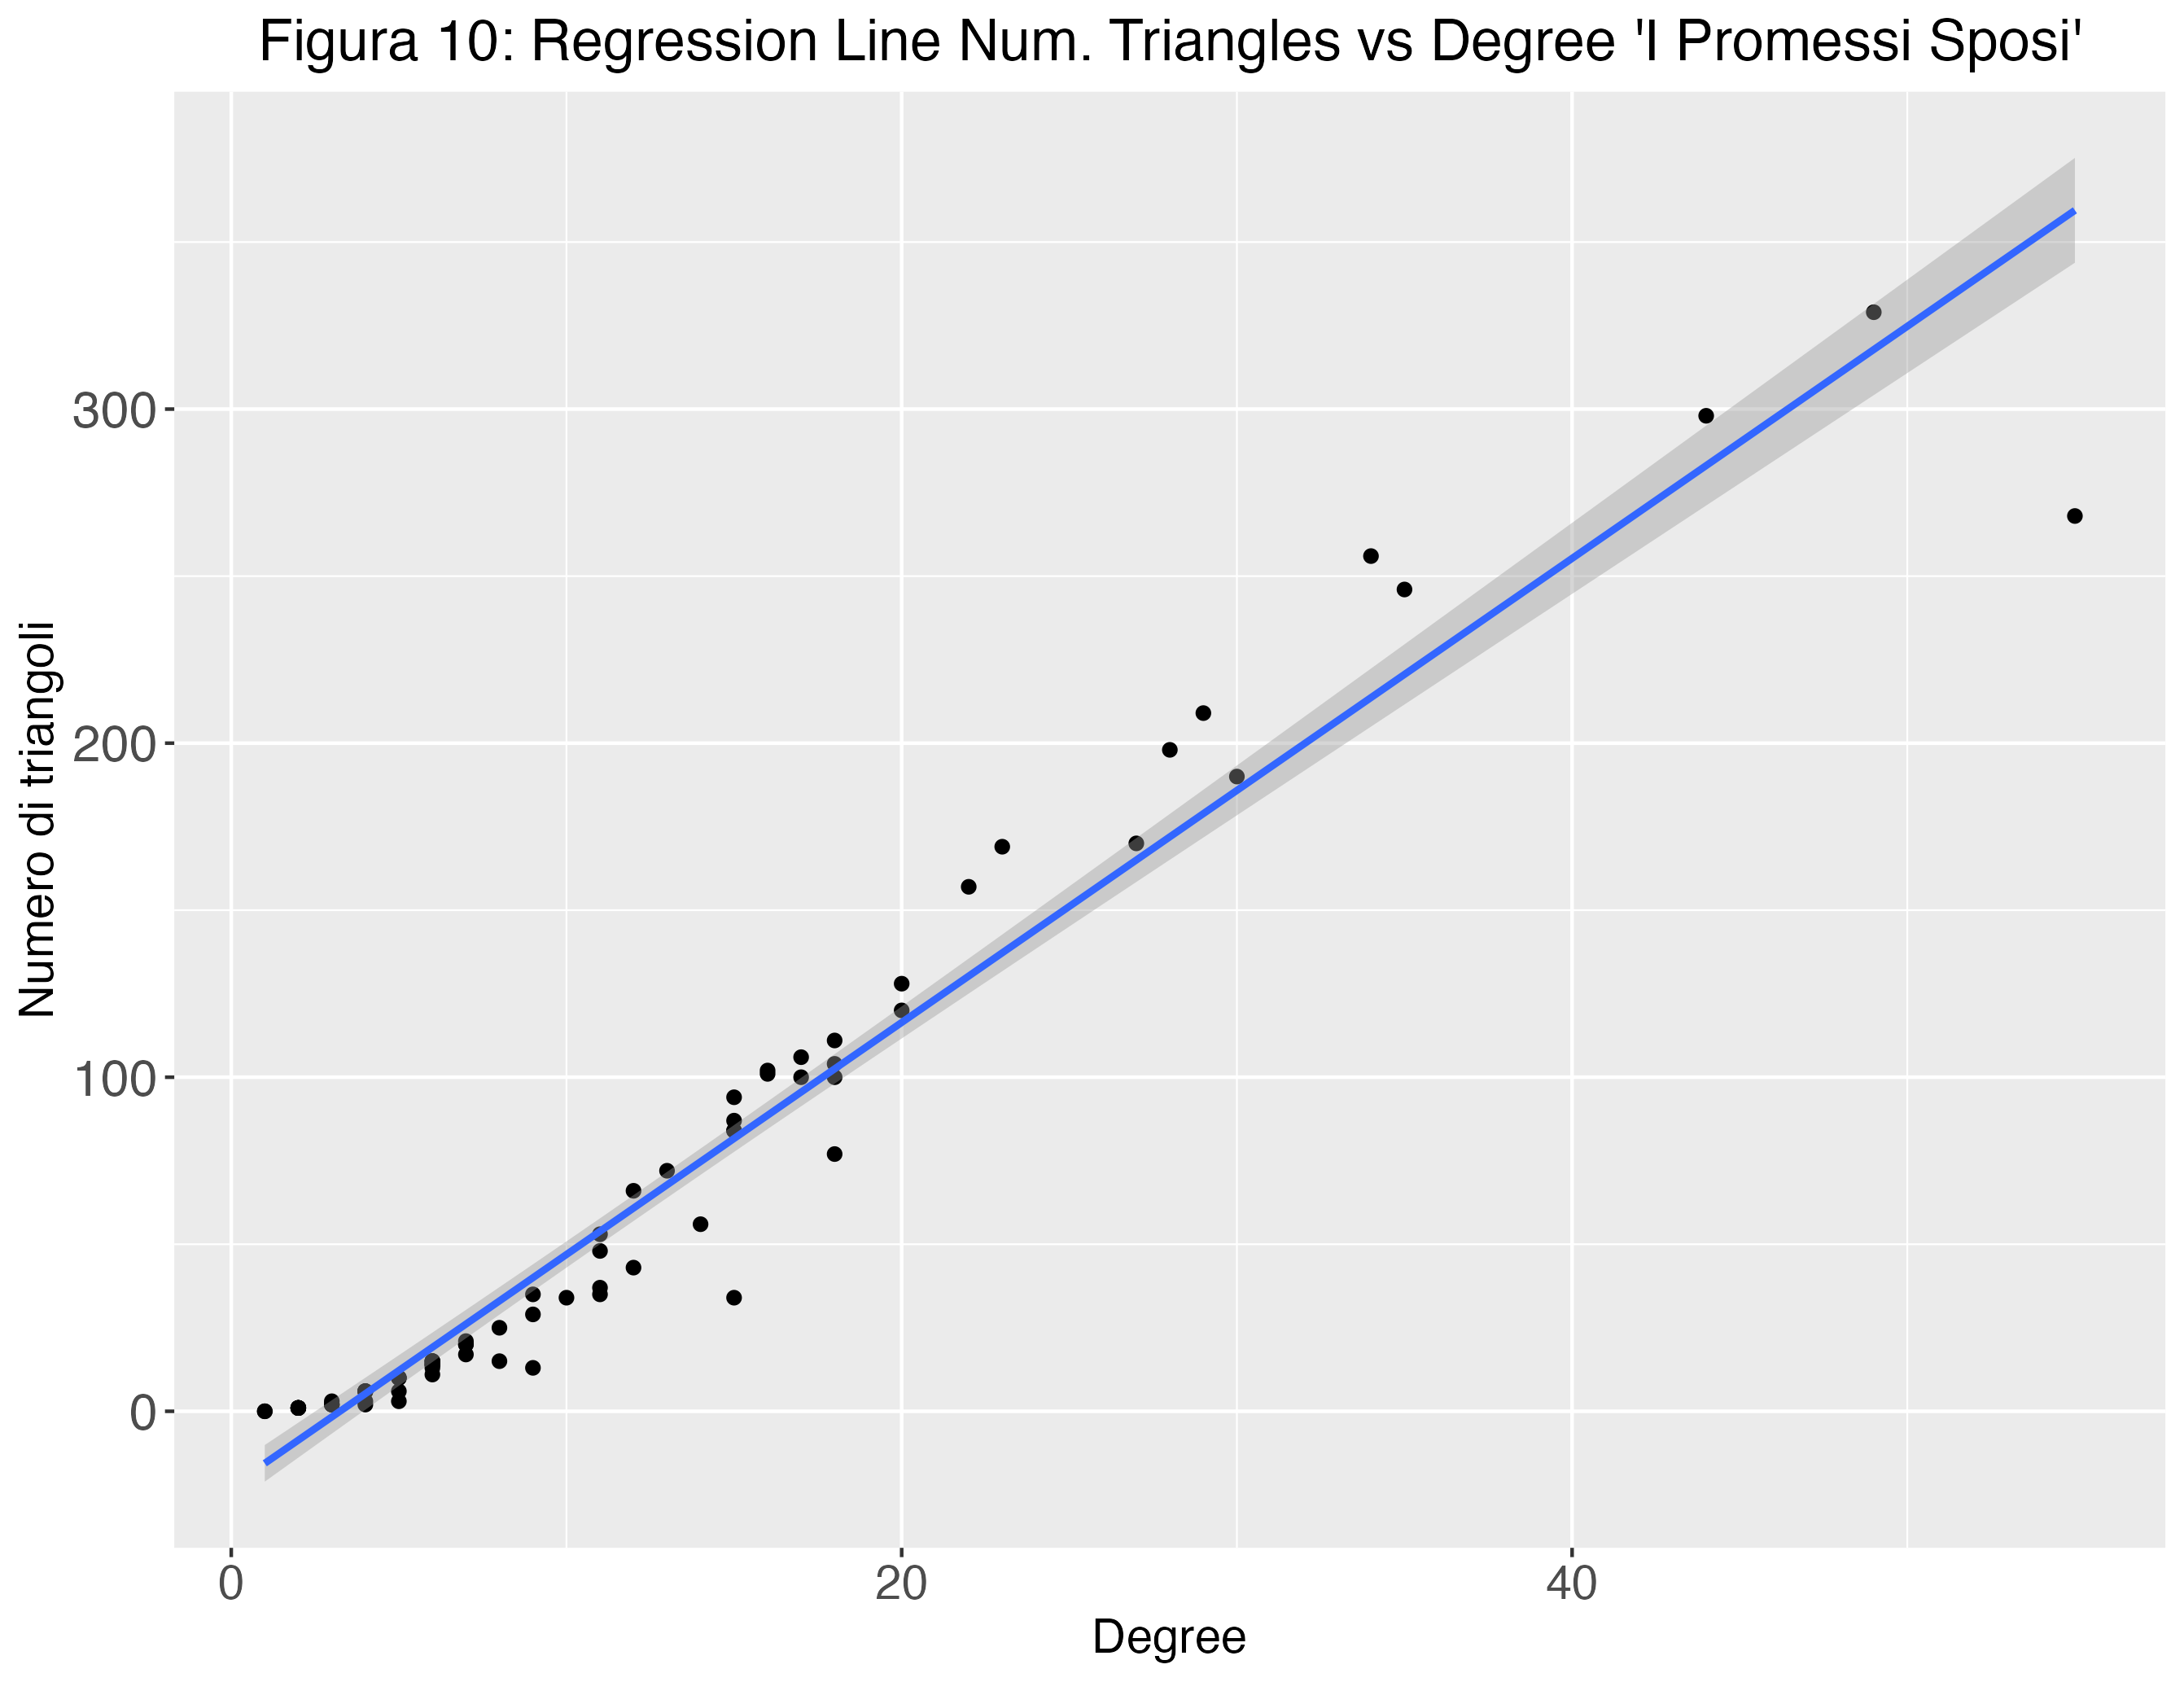 Figura 10: Regression Line Num. Triangles vs Degree 'I Promessi Sposi'
Numero di triangoli
300
200
100
0
0 20 40
Degree